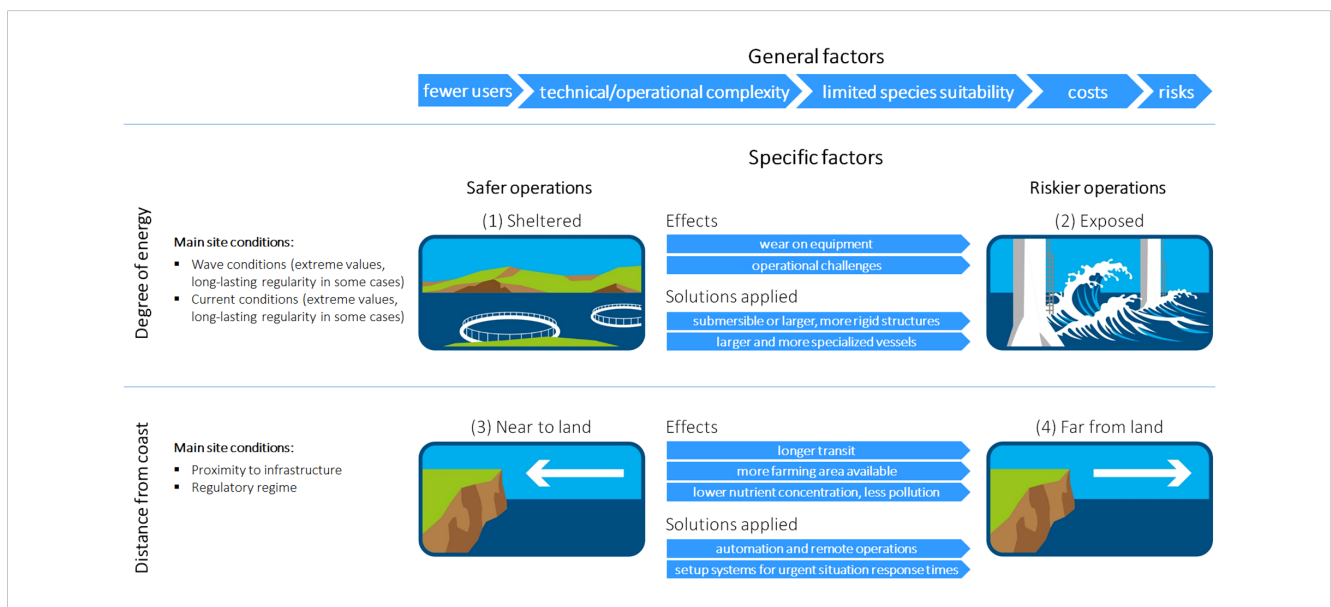 General factors
fewer users
technical/operational complexity
limited species suitability
costs
risks
Specific factors
Safer operations
Riskier operations
Degree of energy
Main site conditions:
▪ Wave conditions (extreme values,
long-lasting regularity in some cases)
▪ Current conditions (extreme values,
long-lasting regularity in some cases)
(1) Sheltered
Effects
wear on equipment
operational challenges
Solutions applied
submersible or larger, more rigid structures
larger and more specialized vessels
(2) Exposed
Distance from coast
Main site conditions:
▪ Proximity to infrastructure
▪ Regulatory regime
(3) Near to land
Effects
longer transit
more farming area available
lower nutrient concentration, less pollution
Solutions applied
automation and remote operations
setup systems for urgent situation response times
(4) Far from land